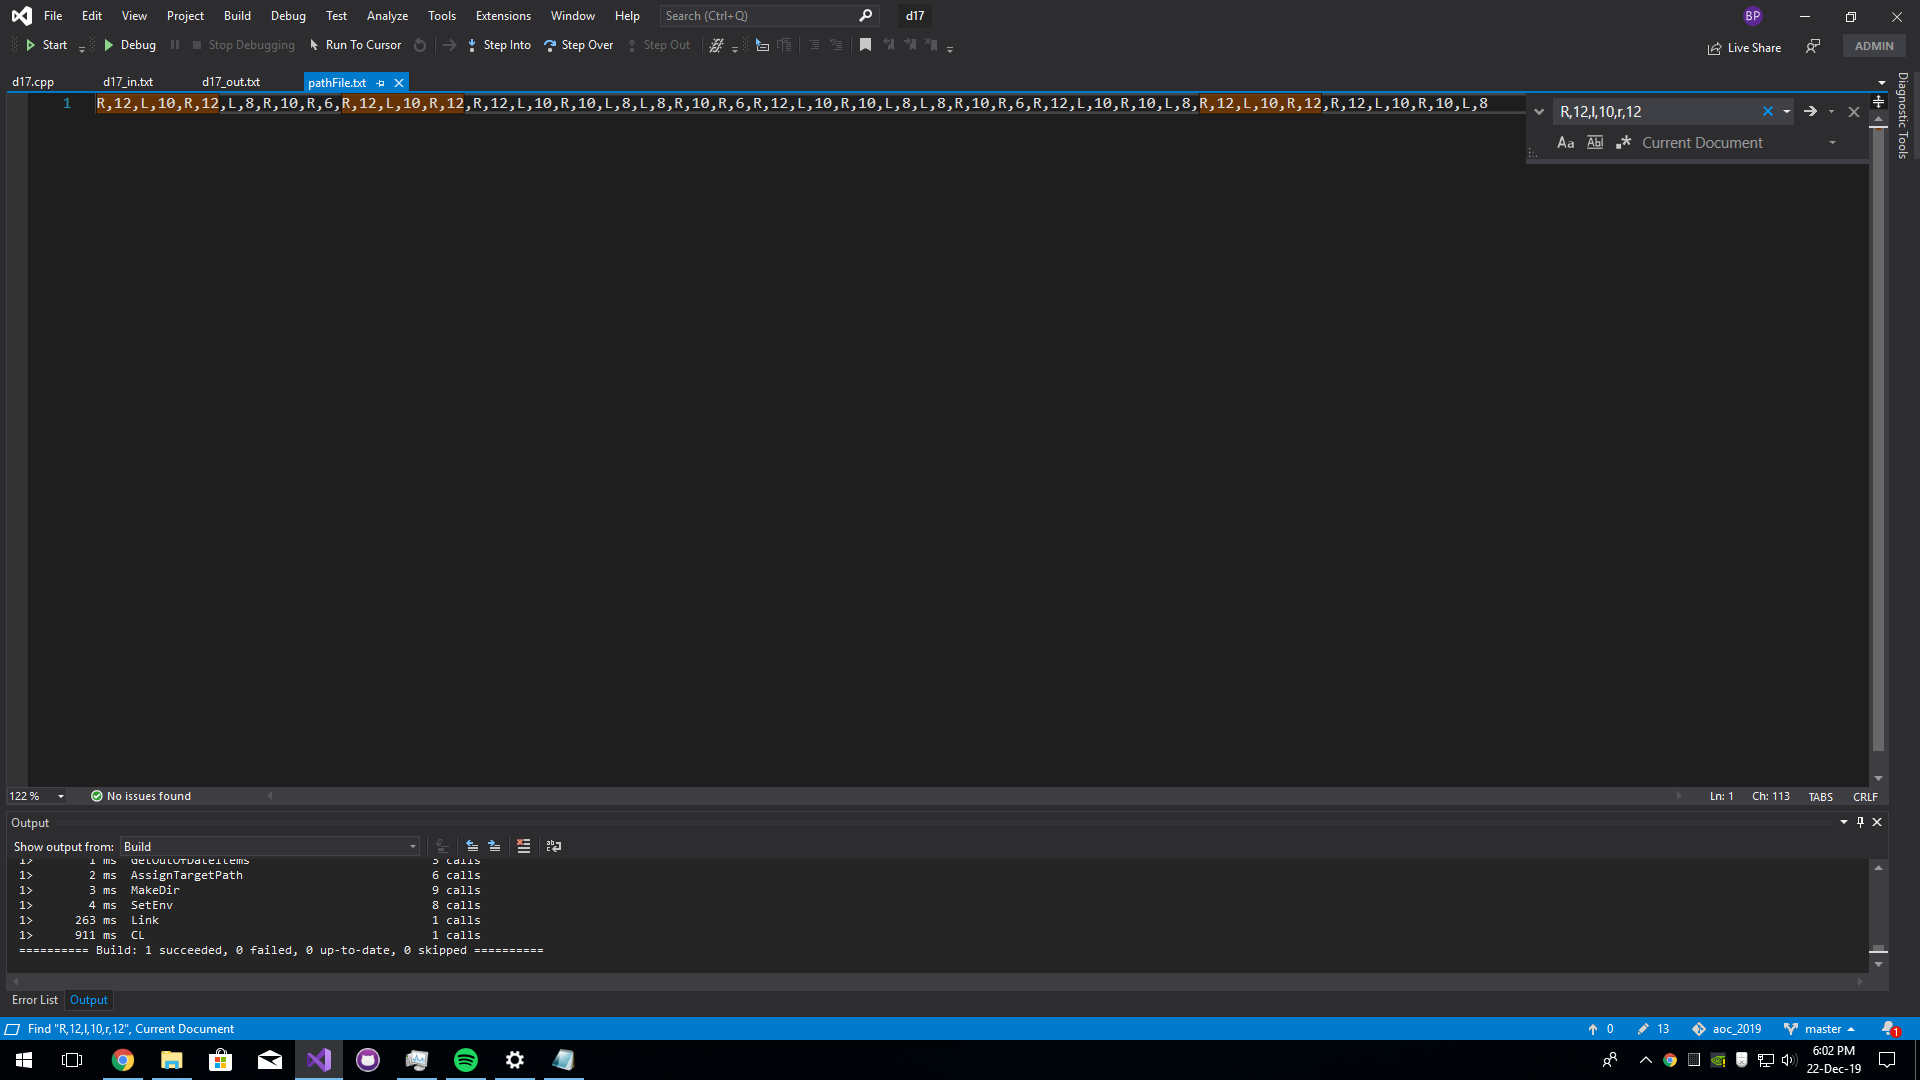 File Edit View Project Build Debug Test Analyze Tools Extensions Window Help Search (Ctrl+Q) d17 BP
Start Debug Stop Debugging Run To Cursor Step Into Step Over Step Out Live Share ADMIN
d17.cpp d17_in.txt d17_out.txt pathFile.txt
1 R,12,L,10,R,12,L,8,R,10,R,6,R,12,L,10,R,12,R,12,L,10,R,10,L,8,L,8,R,10,R,6,R,12,L,10,R,10,L,8,L,8,R,10,R,6,R,12,L,10,R,10,L,8,R,12,L,10,R,12,R,12,L,10,R,10,L,8
R,12,l,10,r,12
Aa Abl Current Document
Diagnostic Tools
122 % No issues found Ln: 1 Ch: 113 TABS CRLF
Output
Show output from: Build
1> 1 ms GetOutOfDateItems 3 calls
1> 2 ms AssignTargetPath 6 calls
1> 3 ms MakeDir 9 calls
1> 4 ms SetEnv 8 calls
1> 263 ms Link 1 calls
1> 911 ms CL 1 calls
========== Build: 1 succeeded, 0 failed, 0 up-to-date, 0 skipped ==========
Error List Output
Find "R,12,l,10,r,12", Current Document 0 13 aoc_2019 master 1
6:02 PM
22-Dec-19